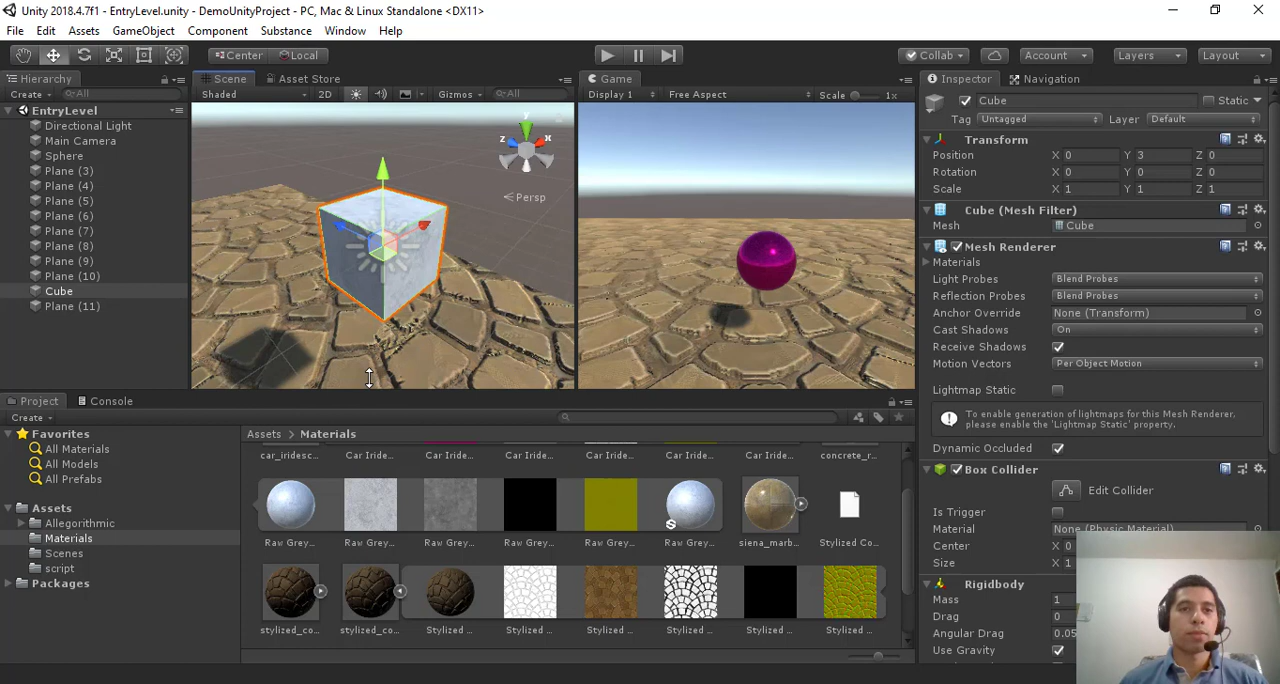 Unity 2018.4.7f1 - EntryLevel.unity - DemoUnityProject - PC, Mac & Linux Standalone <DX11>
File Edit Assets GameObject Component Substance Window Help
Center Local Collab Account Layers Layout
Hierarchy
Create All
EntryLevel
Directional Light
Main Camera
Sphere
Plane (3)
Plane (4)
Plane (5)
Plane (6)
Plane (7)
Plane (8)
Plane (9)
Plane (10)
Cube
Plane (11)
Scene Asset Store
Shaded 2D Gizmos All
y
z x
Persp
Game
Display 1 Free Aspect Scale 1x
Project Console
Create
Favorites
All Materials
All Models
All Prefabs
Assets
Allegorithmic
Materials
Scenes
script
Packages
Assets > Materials
car_iridesc... Car Iride... Car Iride... Car Iride... Car Iride... Car Iride... Car Iride... concrete_r...
Raw Grey... Raw Grey... Raw Grey... Raw Grey... Raw Grey... Raw Grey... siena_marb... Stylized Co...
stylized_co... stylized_co... Stylized ... Stylized ... Stylized ... Stylized ... Stylized ... Stylized ...
Inspector Navigation
Cube Static
Tag Untagged Layer Default
Transform
Position X 0 Y 3 Z 0
Rotation X 0 Y 0 Z 0
Scale X 1 Y 1 Z 1
Cube (Mesh Filter)
Mesh Cube
Mesh Renderer
Materials
Light Probes Blend Probes
Reflection Probes Blend Probes
Anchor Override None (Transform)
Cast Shadows On
Receive Shadows
Motion Vectors Per Object Motion
Lightmap Static
To enable generation of lightmaps for this Mesh Renderer,
please enable the 'Lightmap Static' property.
Dynamic Occluded
Box Collider
Edit Collider
Is Trigger
Material None (Physic Material)
Center X 0
Size X 1
Rigidbody
Mass 1
Drag 0
Angular Drag 0.05
Use Gravity